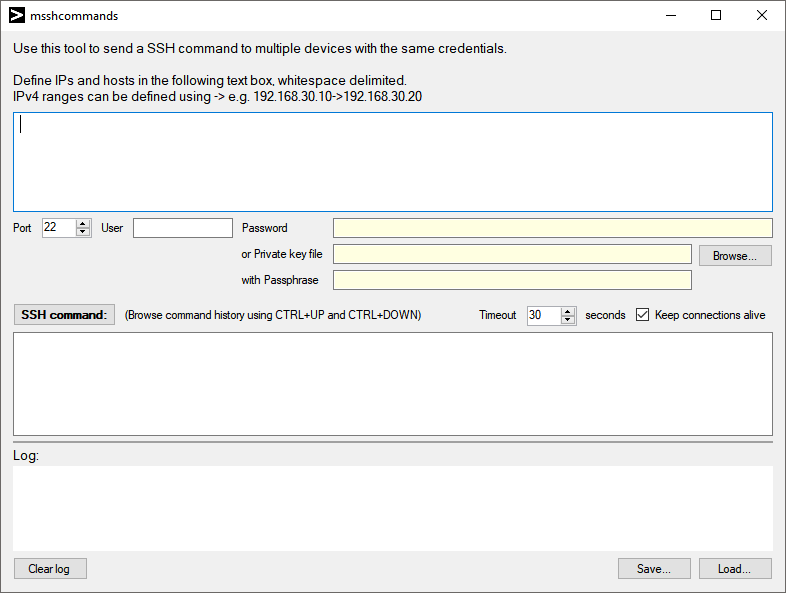 msshcommands
Use this tool to send a SSH command to multiple devices with the same credentials.
Define IPs and hosts in the following text box, whitespace delimited.
IPv4 ranges can be defined using -> e.g. 192.168.30.10->192.168.30.20
Port 22 User Password
or Private key file Browse...
with Passphrase
SSH command: (Browse command history using CTRL+UP and CTRL+DOWN) Timeout 30 seconds Keep connections alive
Log:
Clear log Save... Load...